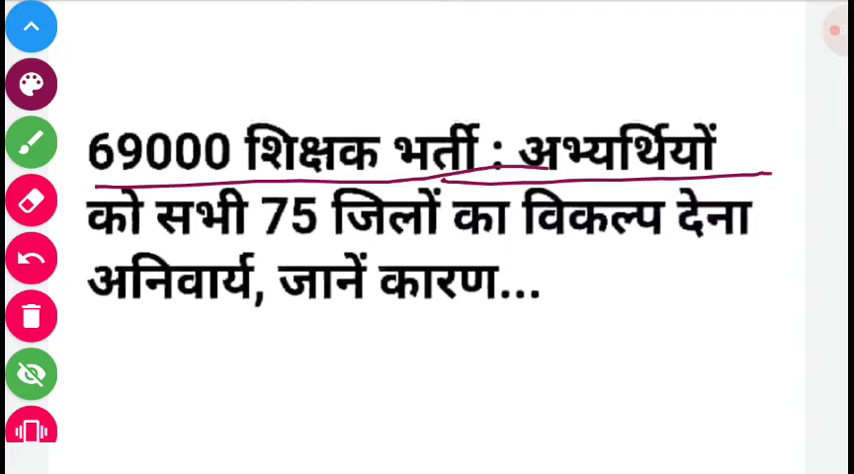 69000 शिक्षक भर्ती : अभ्यर्थियों
को सभी 75 जिलों का विकल्प देना
अनिवार्य, जानें कारण...